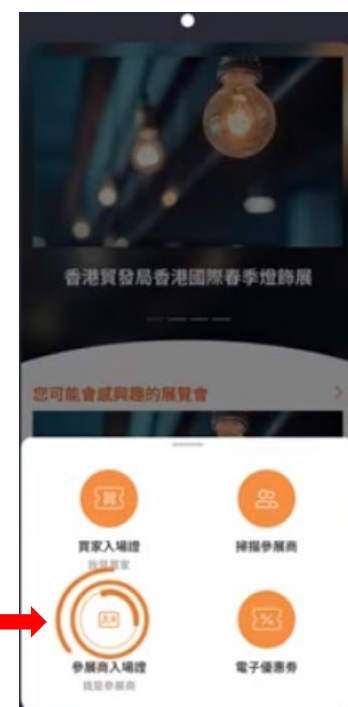 香港貿發局香港國際春季燈飾展
您可能會感興趣的展覽會
買家入場證
我是買家
掃描參展商
參展商入場證
我是參展商
電子優惠券